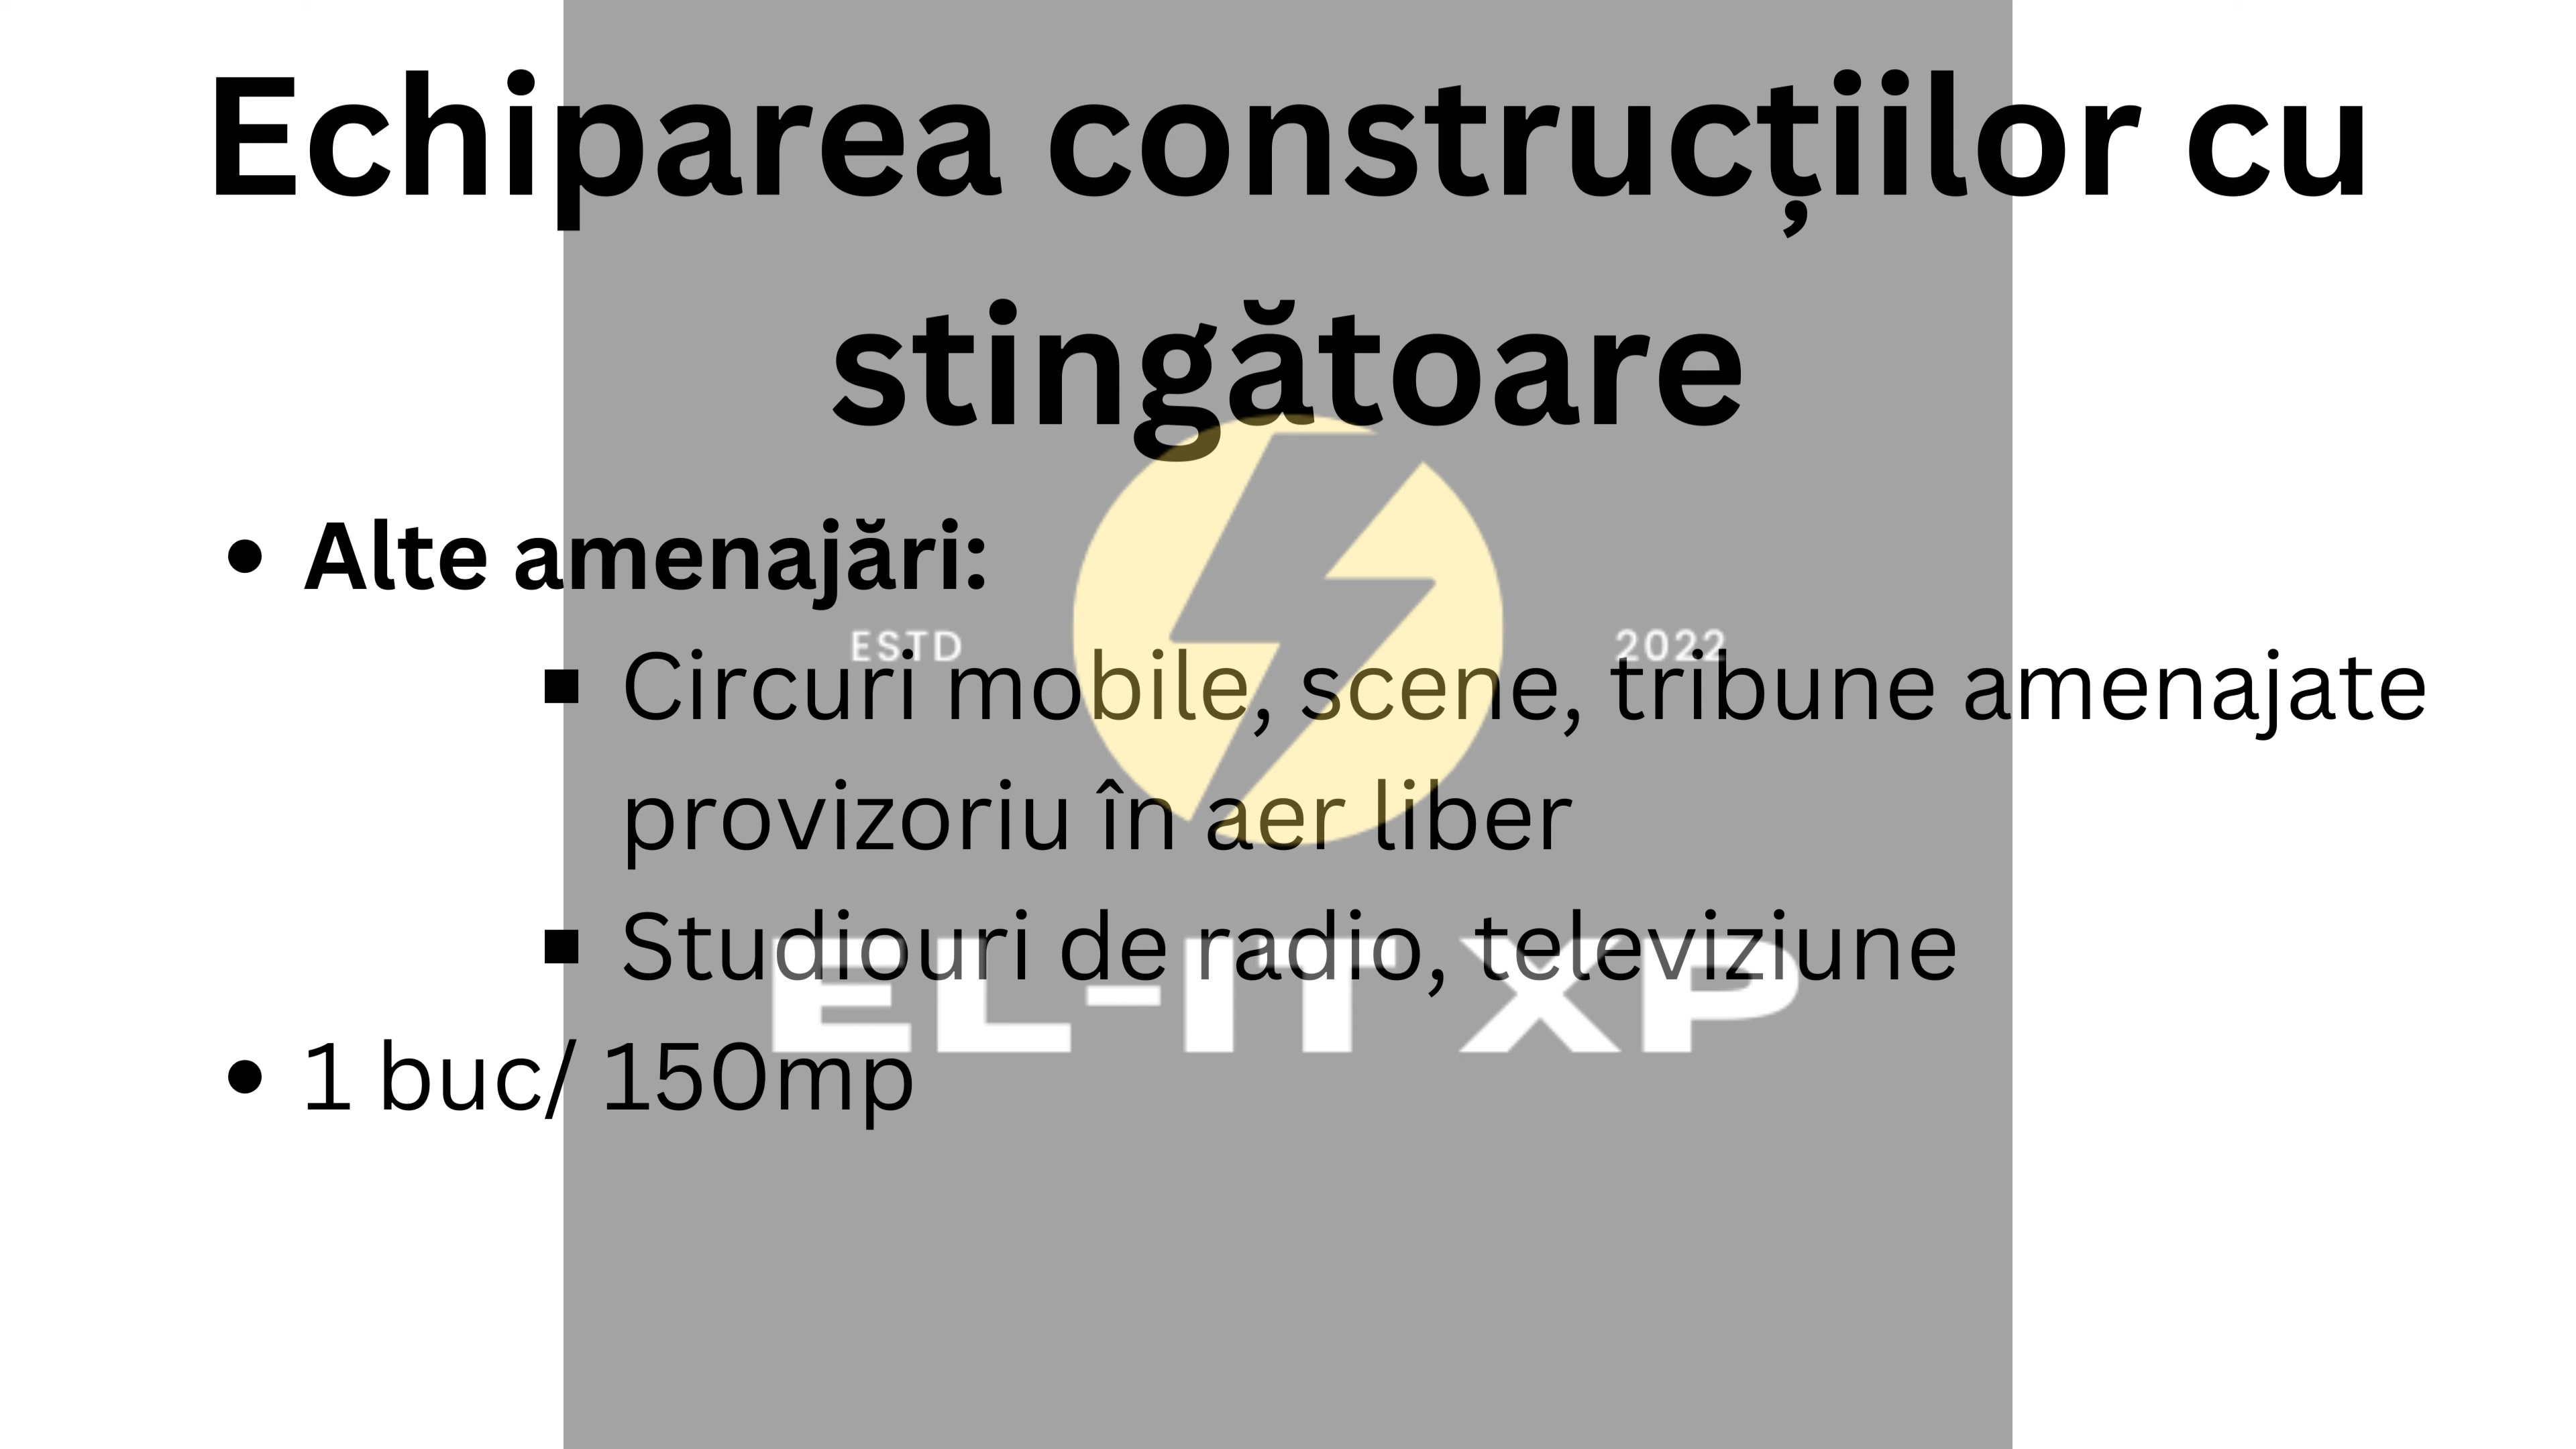 Echiparea construcțiilor cu
stingătoare
• Alte amenajări:
ESTD 2022
▪ Circuri mobile, scene, tribune amenajate
provizoriu în aer liber
▪ Studiouri de radio, televiziune
EL-IT XP
• 1 buc/ 150mp